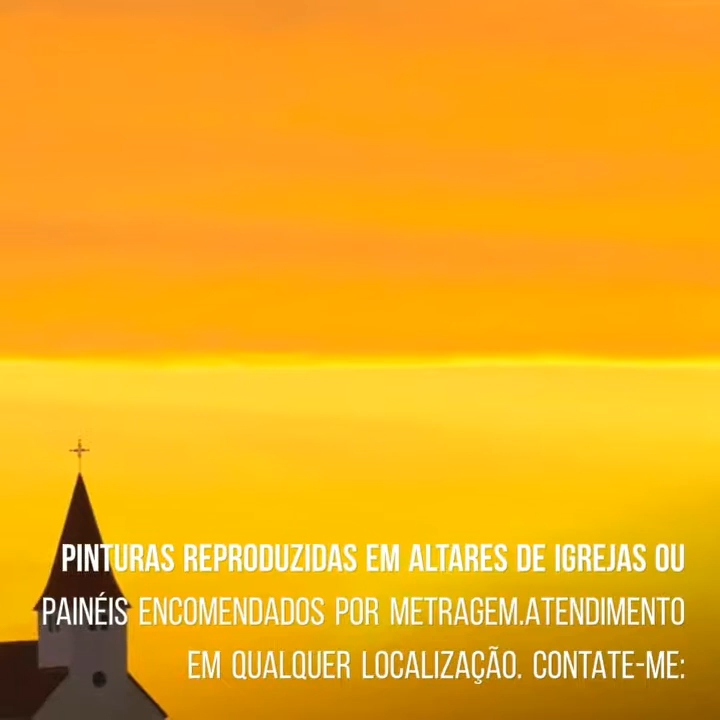 PINTURAS REPRODUZIDAS EM ALTARES DE IGREJAS OU
PAINÉIS ENCOMENDADOS POR METRAGEM.ATENDIMENTO
EM QUALQUER LOCALIZAÇÃO. CONTATE-ME: